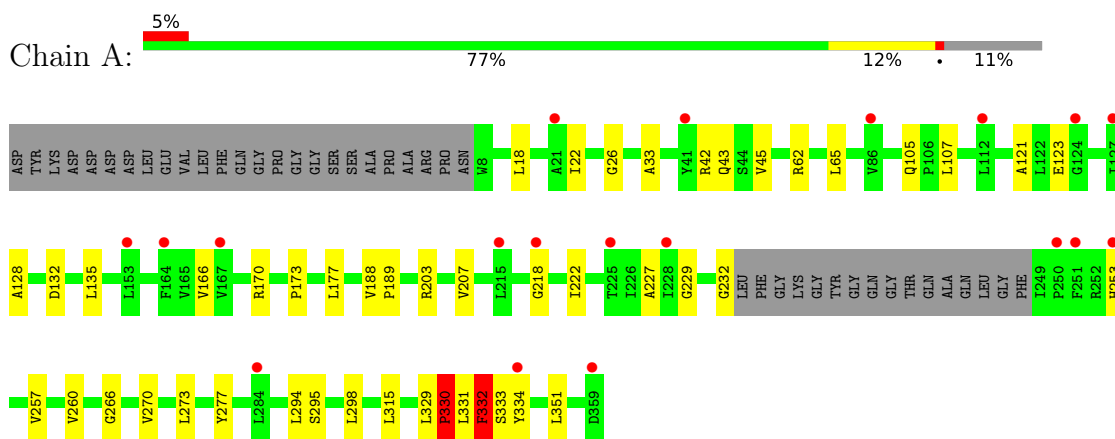 5%
Chain A:
77% 12% • 11%
ASP TYR LYS ASP ASP ASP ASP LEU GLU VAL LEU PHE GLN GLY PRO GLY GLY SER SER ALA PRO ALA ARG PRO ASN W8 L18 A21 I22 G26 A33 Y41 R42 Q43 S44 V45 R62 L65 V86 Q105 P106 L107 L112 A121 L122 E123 G124 I127
A128 D132 L135 L153 F164 V165 V166 V167 R170 P173 L177 V188 P189 R203 V207 L215 G218 I222 T225 I226 A227 I228 G229 G232 LEU PHE GLY LYS GLY TYR GLY GLN GLY THR GLN ALA GLN LEU GLY PHE I249 P250 F251 R252 H253
V257 V260 G266 V270 L273 Y277 L284 L294 S295 L298 L315 L329 P330 L331 F332 S333 Y334 L351 D359